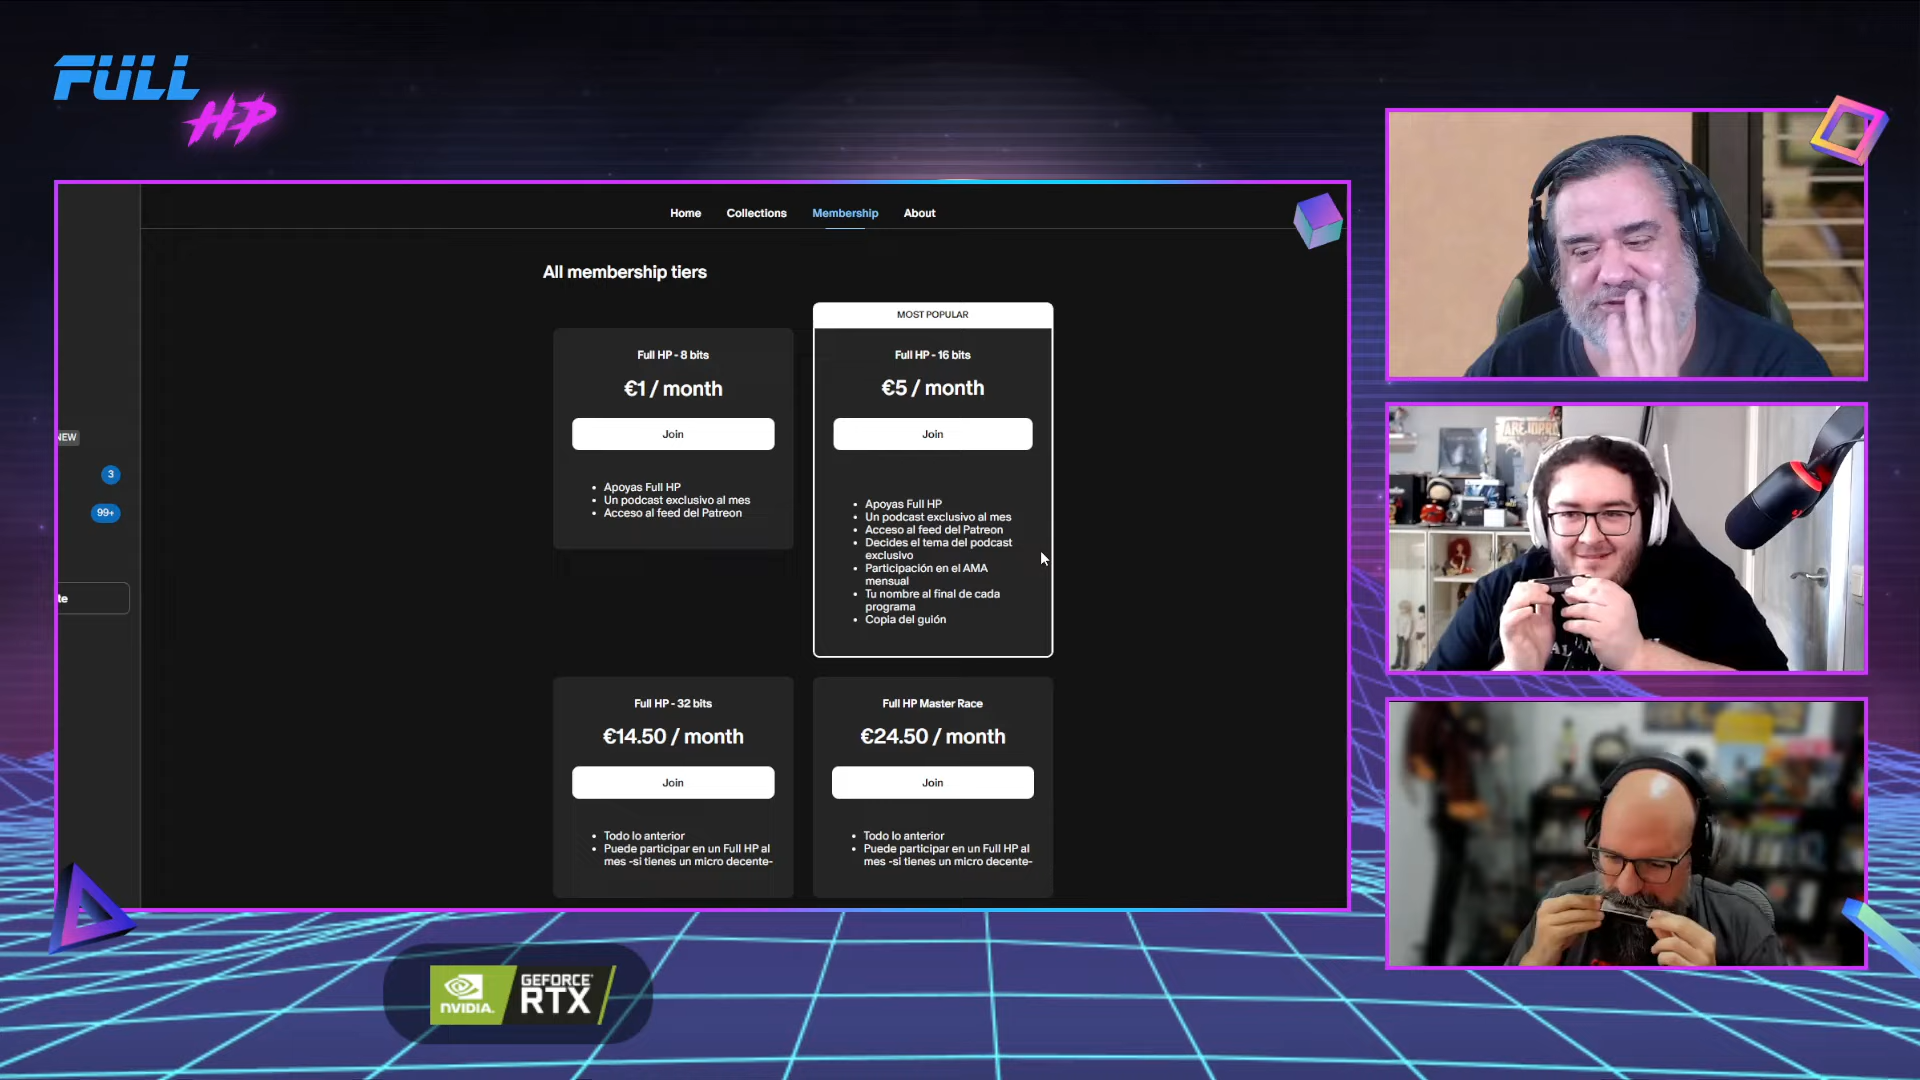 FULL
HP
Home
Collections
Membership
About
All membership tiers
NEW
3
99+
te
Full HP - 8 bits
€1 / month
Join
• Apoyas Full HP
• Un podcast exclusivo al mes
• Acceso al feed del Patreon
MOST POPULAR
Full HP - 16 bits
€5 / month
Join
• Apoyas Full HP
• Un podcast exclusivo al mes
• Acceso al feed del Patreon
• Decides el tema del podcast
exclusivo
• Participación en el AMA
mensual
• Tu nombre al final de cada
programa
• Copia del guión
Full HP - 32 bits
€14.50 / month
Join
• Todo lo anterior
• Puede participar en un Full HP al
mes -si tienes un micro decente-
Full HP Master Race
€24.50 / month
Join
• Todo lo anterior
• Puede participar en un Full HP al
mes -si tienes un micro decente-
NVIDIA.
GEFORCE
RTX